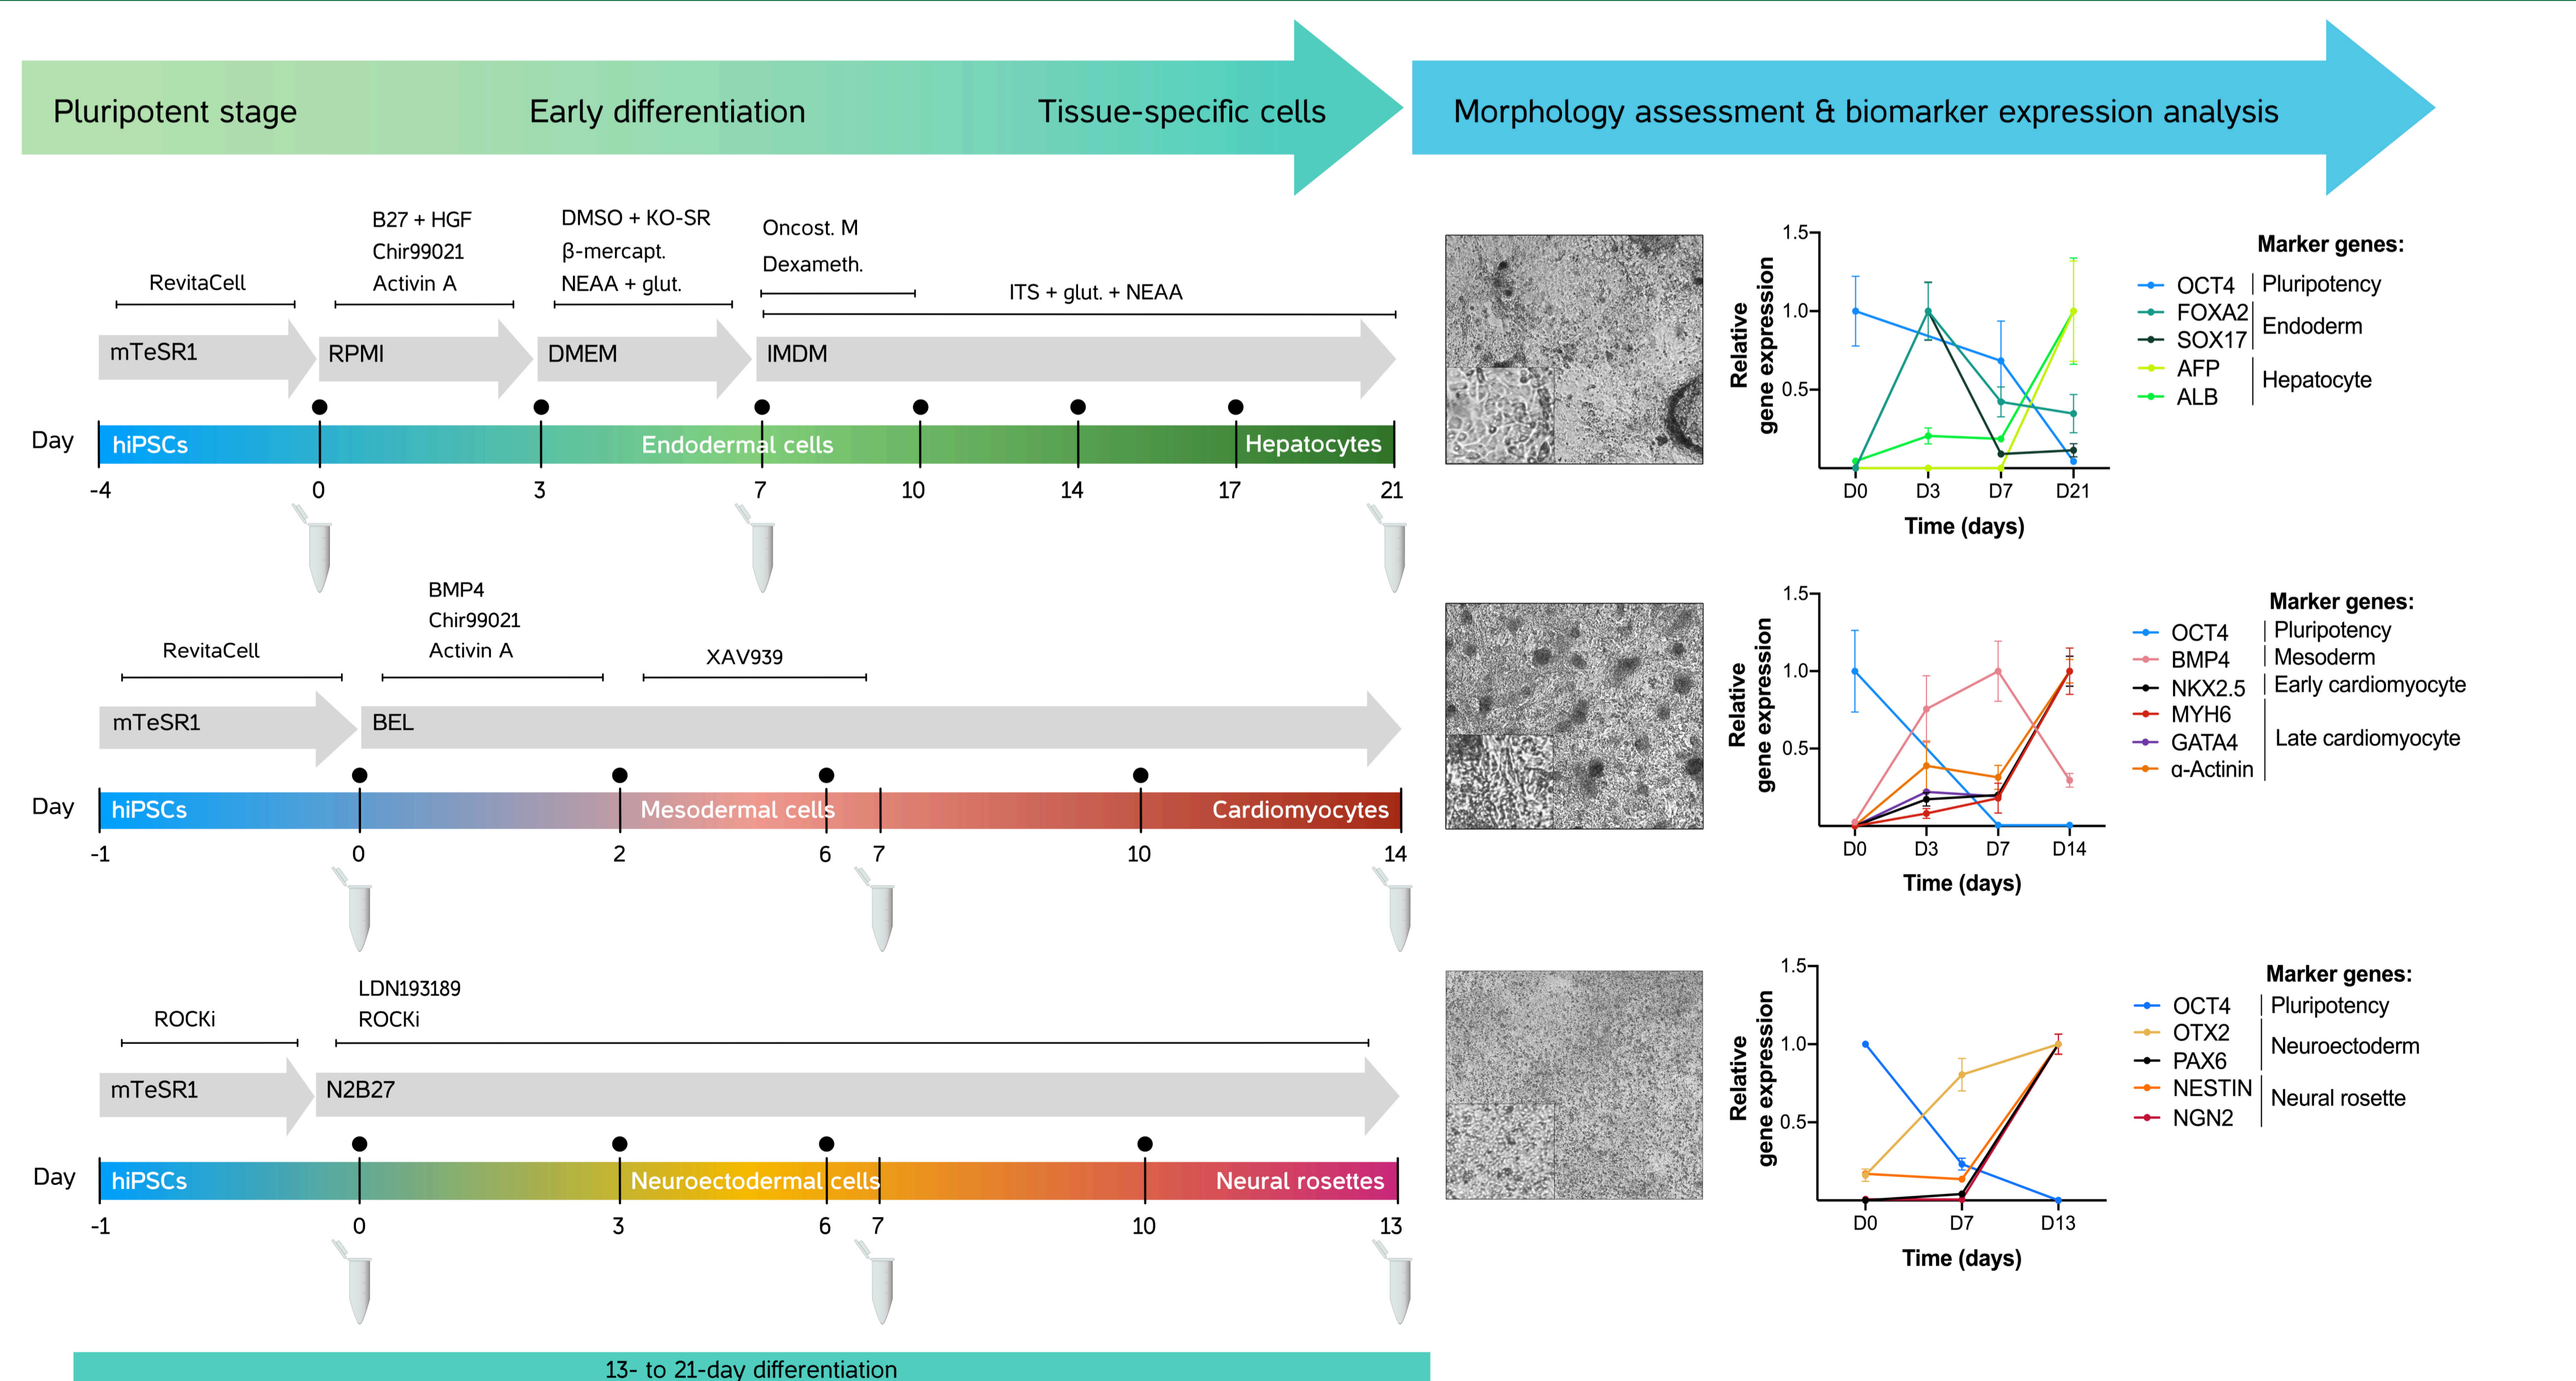 Pluripotent stage
Early differentiation
Tissue-specific cells
Morphology assessment & biomarker expression analysis
RevitaCell
B27 + HGF
Chir99021
Activin A
DMSO + KO-SR
β-mercapt.
NEAA + glut.
Oncost. M
Dexameth.
ITS + glut. + NEAA
mTeSR1
RPMI
DMEM
IMDM
Day
hiPSCs
Endodermal cells
Hepatocytes
-4
0
3
7
10
14
17
21
Relative
gene expression
1.5
1.0
0.5
D0
D3
D7
D21
Time (days)
Marker genes:
OCT4
Pluripotency
FOXA2
SOX17
Endoderm
AFP
ALB
Hepatocyte
RevitaCell
BMP4
Chir99021
Activin A
XAV939
mTeSR1
BEL
Day
hiPSCs
Mesodermal cells
Cardiomyocytes
-1
0
2
6
7
10
14
Relative
gene expression
1.5
1.0
0.5
D0
D3
D7
D14
Time (days)
Marker genes:
OCT4
Pluripotency
BMP4
Mesoderm
NKX2.5
Early cardiomyocyte
MYH6
GATA4
α-Actinin
Late cardiomyocyte
ROCKi
LDN193189
ROCKi
mTeSR1
N2B27
Day
hiPSCs
Neuroectodermal cells
Neural rosettes
-1
0
3
6
7
10
13
Relative
gene expression
1.5
1.0
0.5
D0
D7
D13
Time (days)
Marker genes:
OCT4
Pluripotency
OTX2
PAX6
Neuroectoderm
NESTIN
NGN2
Neural rosette
13- to 21-day differentiation